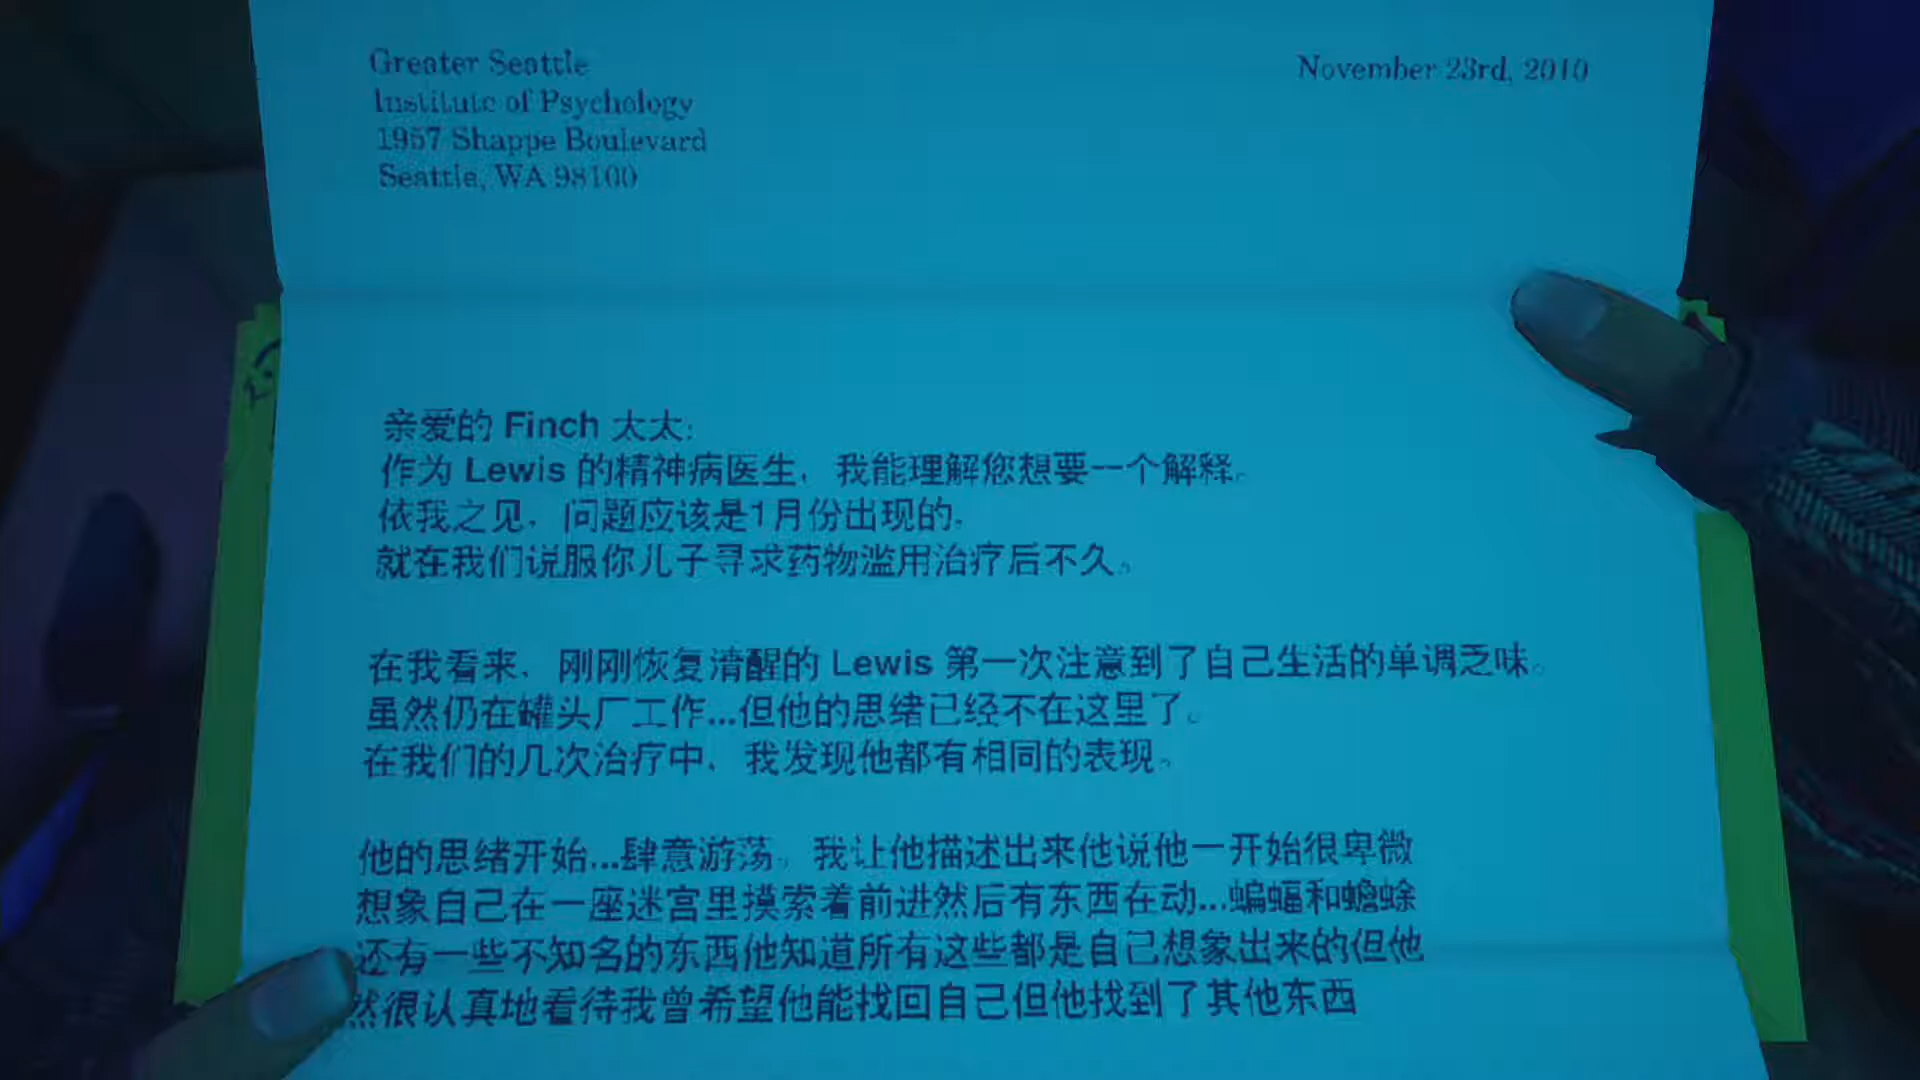 Greater Seattle
November 23rd, 2010
Institute of Psychology
1957 Shappe Boulevard
Seattle, WA 98100
亲爱的 Finch 太太:
作为 Lewis 的精神病医生，我能理解您想要一个解释。
依我之见，问题应该是1月份出现的，
就在我们说服你儿子寻求药物滥用治疗后不久。
在我看来，刚刚恢复清醒的 Lewis 第一次注意到了自己生活的单调乏味。
虽然仍在罐头厂工作...但他的思绪已经不在这里了。
在我们的几次治疗中，我发现他都有相同的表现。
他的思绪开始...肆意游荡。我让他描述出来他说他一开始很卑微
想象自己在一座迷宫里摸索着前进然后有东西在动...蝙蝠和蟾蜍
还有一些不知名的东西他知道所有这些都是自己想象出来的但他
然很认真地看待我曾希望他能找回自己但他找到了其他东西